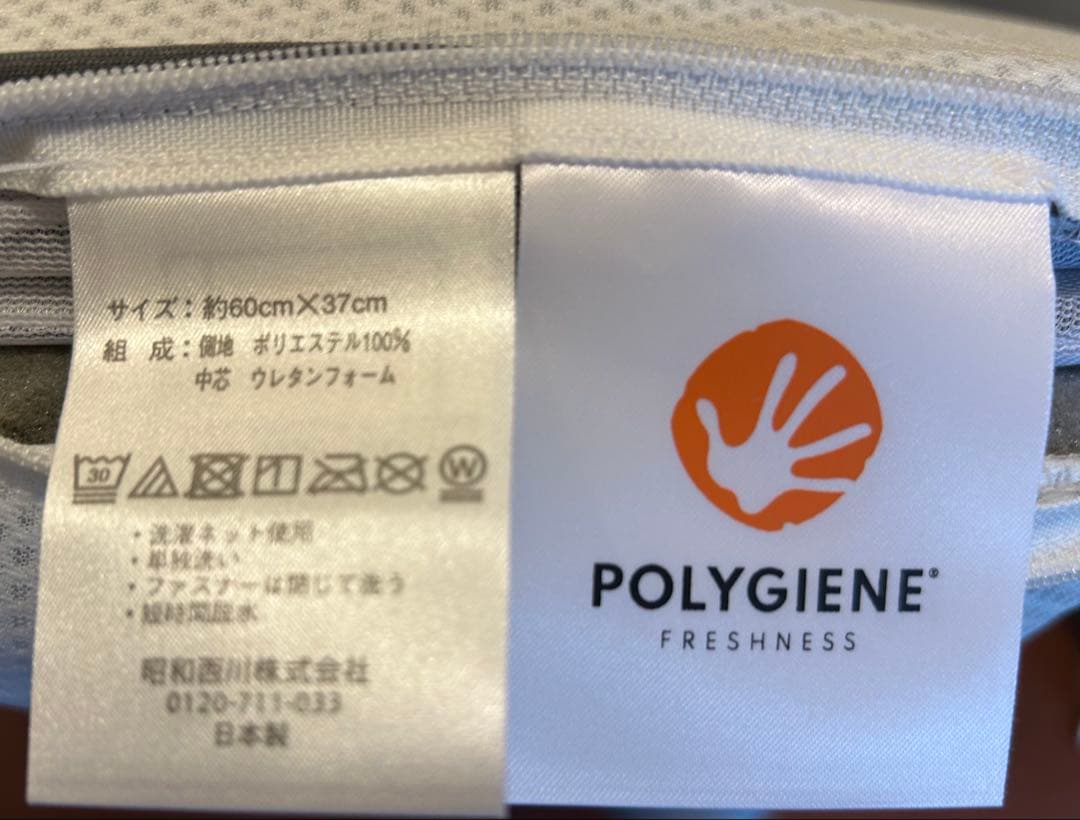 サイズ：約60cm×37cm
組　成：側地　ポリエステル100%
中芯　ウレタンフォーム
30
W
・洗濯ネット使用
・単独洗い
・ファスナーは閉じて洗う
・短時間脱水
昭和西川株式会社
0120-711-033
日本製
POLYGIENE®
FRESHNESS